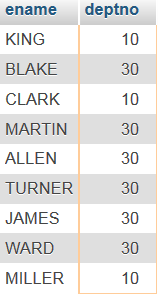 ename deptno
KING 10
BLAKE 30
CLARK 10
MARTIN 30
ALLEN 30
TURNER 30
JAMES 30
WARD 30
MILLER 10